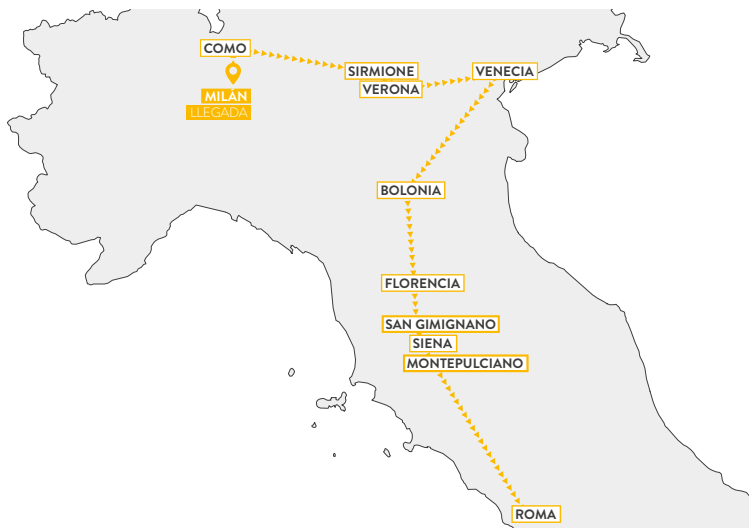 COMO
MILÁN
LLEGADA
SIRMIONE
VERONA
VENECIA
BOLONIA
FLORENCIA
SAN GIMIGNANO
SIENA
MONTEPULCIANO
ROMA